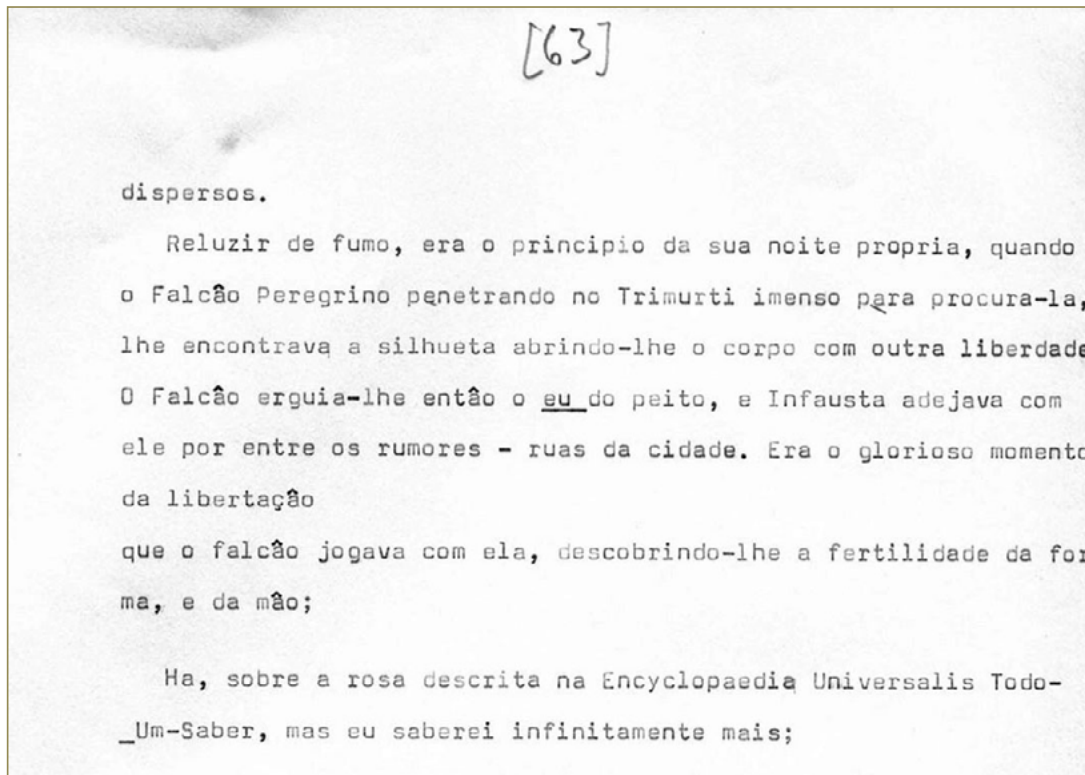 [63]
dispersos.
Reluzir de fumo, era o principio da sua noite propria, quando
o Falcâo Peregrino penetrando no Trimurti imenso para procura-la,
lhe encontrava a silhueta abrindo-lhe o corpo com outra liberdade
O Falcâo erguia-lhe entâo o eu do peito, e Infausta adejava com
ele por entre os rumores - ruas da cidade. Era o glorioso momento
da libertaçâo
que o falcâo jogava com ela, descobrindo-lhe a fertilidade da for
ma, e da mâo;
Ha, sobre a rosa descrita na Encyclopaedia Universalis Todo-
_Um-Saber, mas eu saberei infinitamente mais;